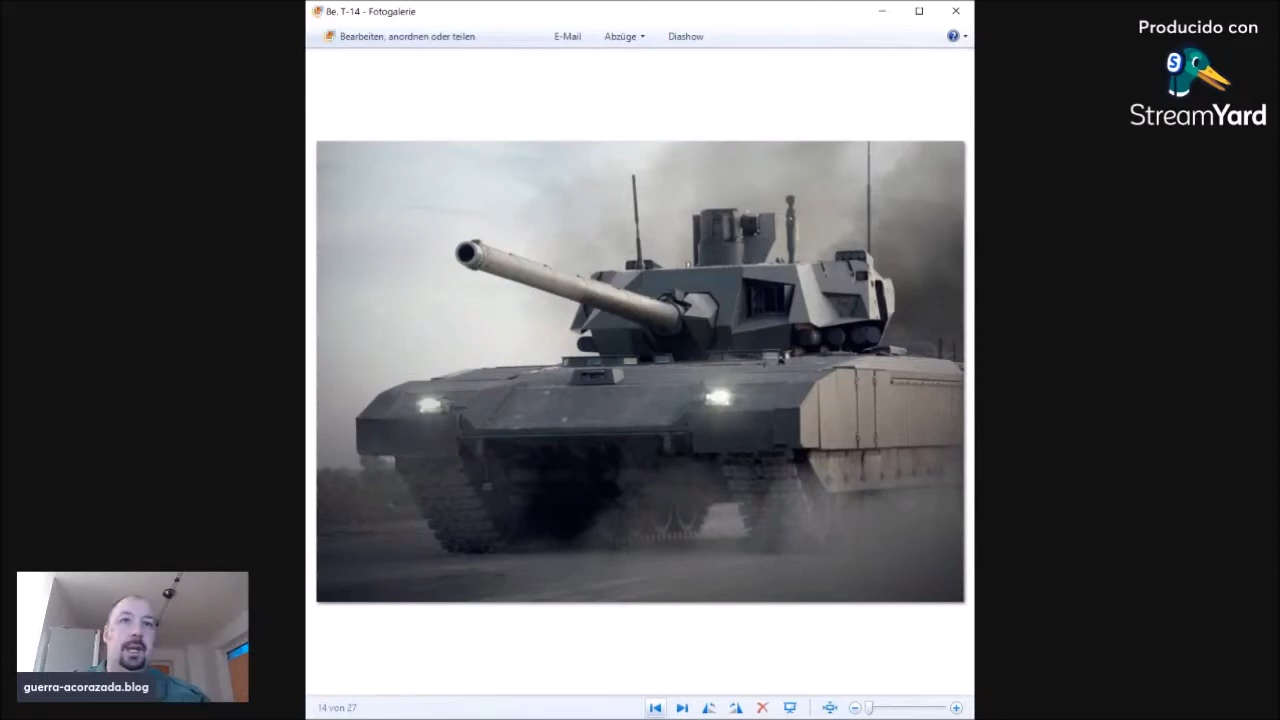 Be. T-14 - Fotogalerie
Bearbeiten, anordnen oder teilen E-Mail Abzüge Diashow
Producido con
S
StreamYard
guerra-acorazada.blog
14 von 27